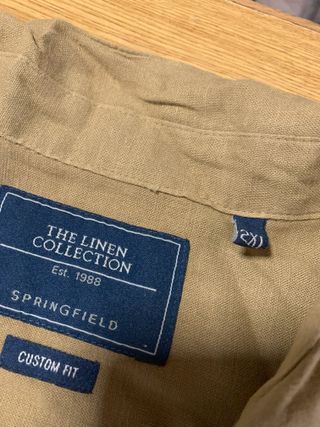 THE LINEN
COLLECTION
Est. 1988
SPRINGFIELD
CUSTOM FIT